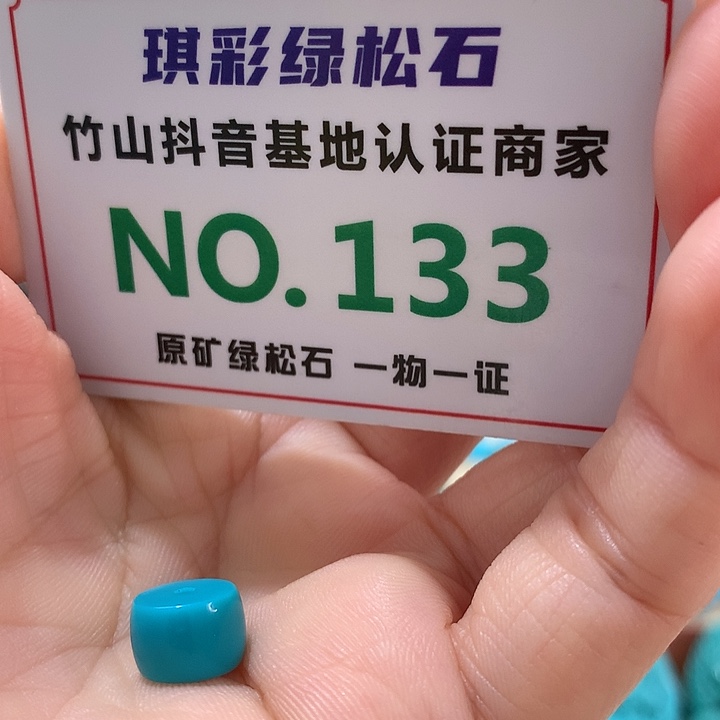 琪彩绿松石
竹山抖音基地认证商家
NO.133
原矿绿松石 一物一证